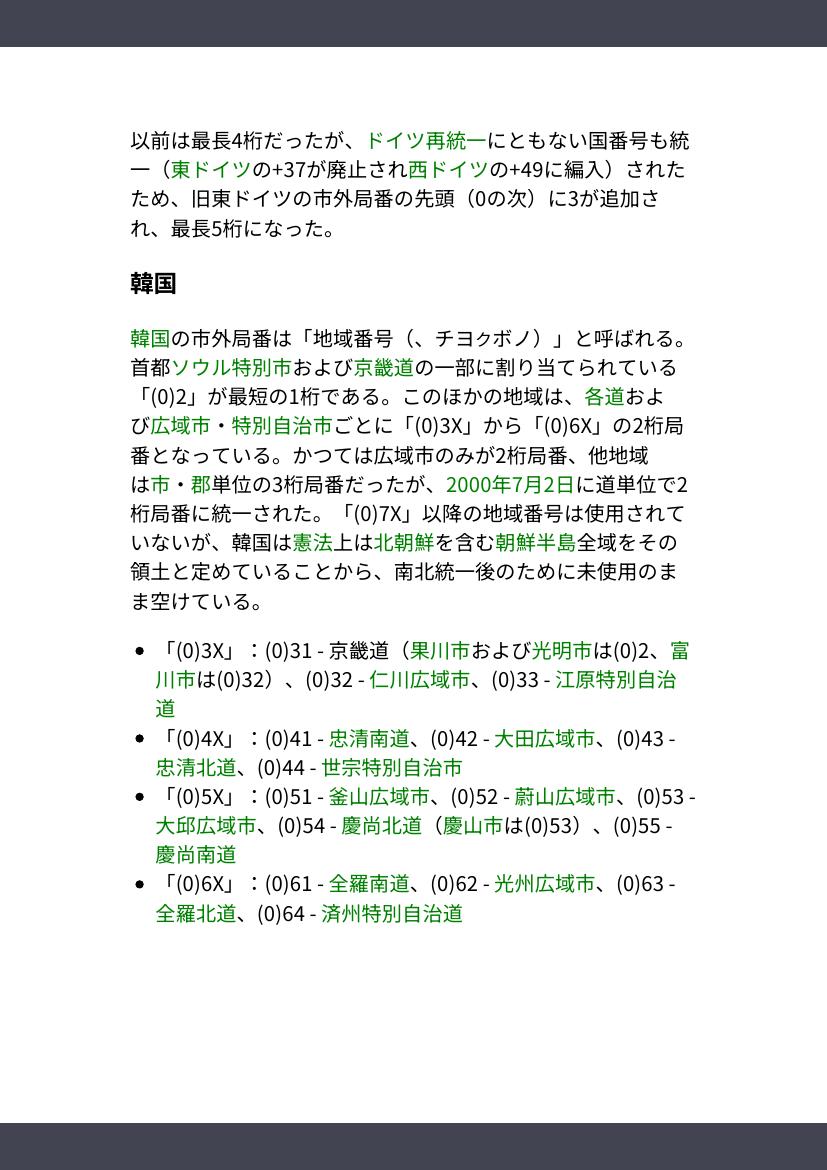 以前は最長4桁だったが、ドイツ再統一にともない国番号も統
一（東ドイツの+37が廃止され西ドイツの+49に編入）された
ため、旧東ドイツの市外局番の先頭（0の次）に3が追加さ
れ、最長5桁になった。
韓国
韓国の市外局番は「地域番号（、チヨㇰボノ）」と呼ばれる。
首都ソウル特別市および京畿道の一部に割り当てられている
「(0)2」が最短の1桁である。このほかの地域は、各道およ
び広域市・特別自治市ごとに「(0)3X」から「(0)6X」の2桁局
番となっている。かつては広域市のみが2桁局番、他地域
は市・郡単位の3桁局番だったが、2000年7月2日に道単位で2
桁局番に統一された。「(0)7X」以降の地域番号は使用されて
いないが、韓国は憲法上は北朝鮮を含む朝鮮半島全域をその
領土と定めていることから、南北統一後のために未使用のま
ま空けている。
• 「(0)3X」：(0)31 - 京畿道（果川市および光明市は(0)2、富
川市は(0)32）、(0)32 - 仁川広域市、(0)33 - 江原特別自治
道
• 「(0)4X」：(0)41 - 忠清南道、(0)42 - 大田広域市、(0)43 -
忠清北道、(0)44 - 世宗特別自治市
• 「(0)5X」：(0)51 - 釜山広域市、(0)52 - 蔚山広域市、(0)53 -
大邱広域市、(0)54 - 慶尚北道（慶山市は(0)53）、(0)55 -
慶尚南道
• 「(0)6X」：(0)61 - 全羅南道、(0)62 - 光州広域市、(0)63 -
全羅北道、(0)64 - 済州特別自治道